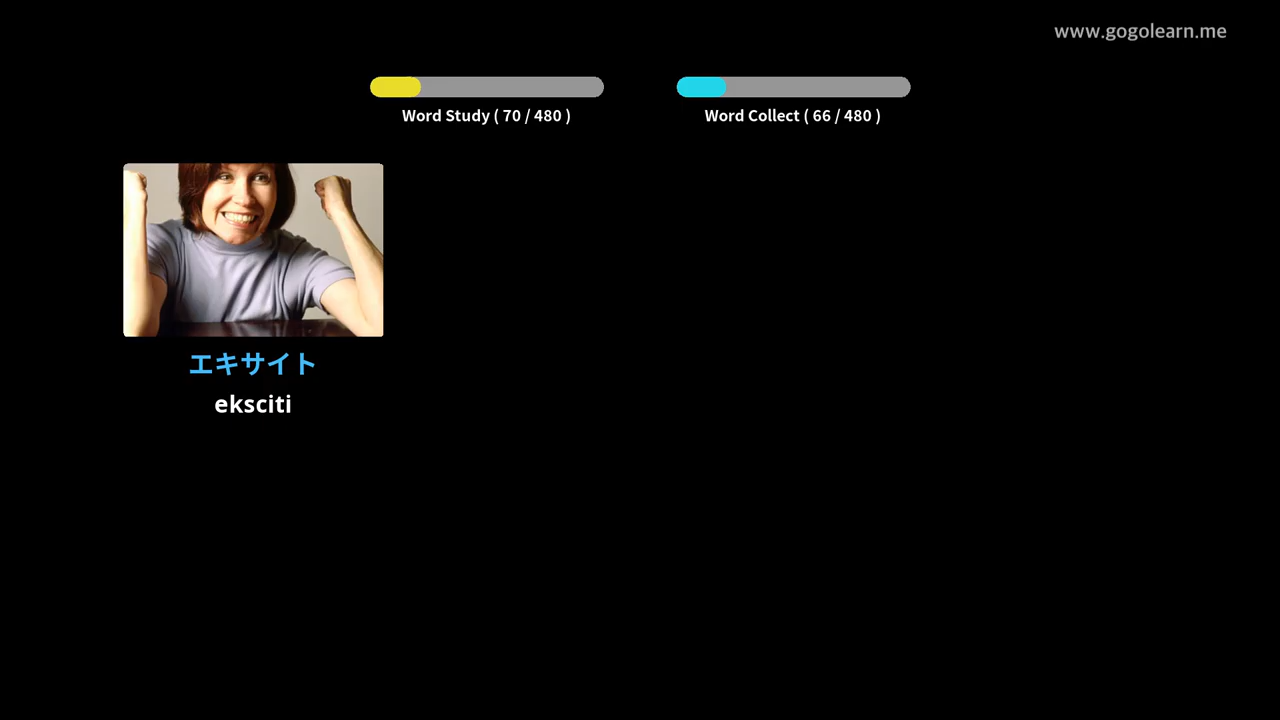 www.gogolearn.me
Word Study ( 70 / 480 )
Word Collect ( 66 / 480 )
エキサイト
eksciti